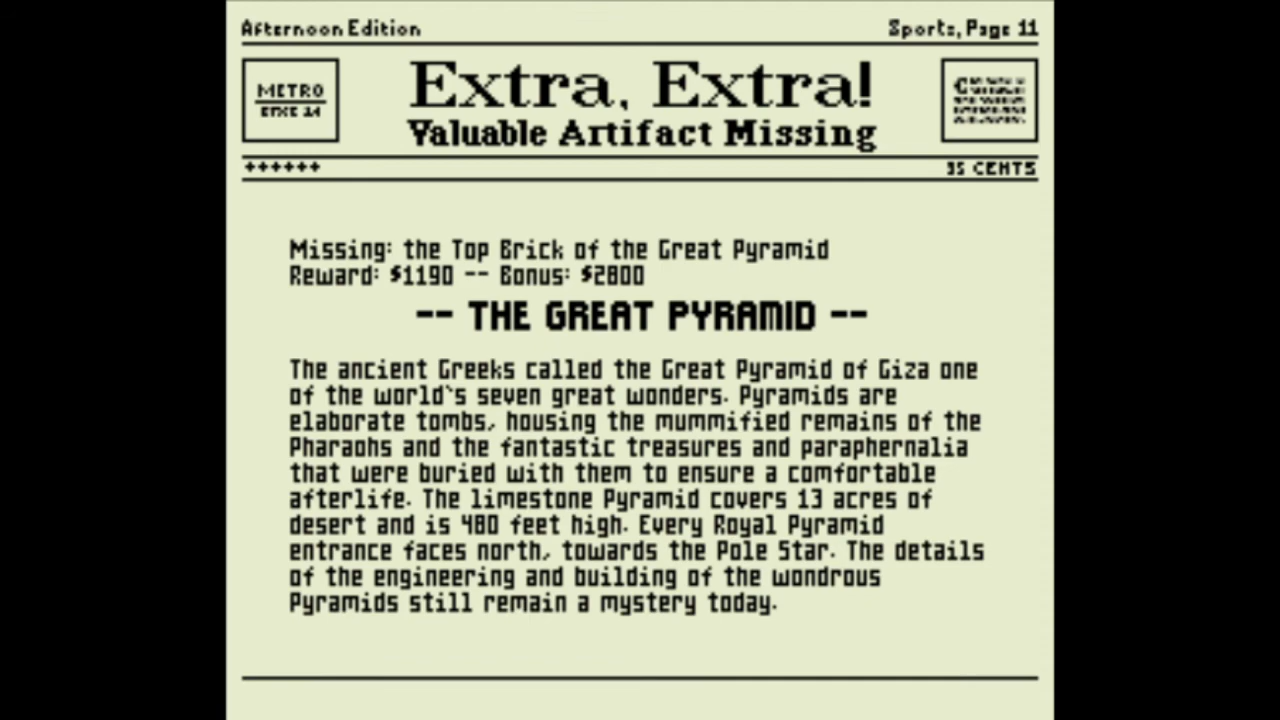 Afternoon Edition
Sports, Page 11
METRO
Extra, Extra!
Valuable Artifact Missing
++++++
35 CENTS
Missing: the Top Brick of the Great Pyramid
Reward: $1190 -- Bonus: $2800
-- THE GREAT PYRAMID --
The ancient Greeks called the Great Pyramid of Giza one
of the world's seven great wonders. Pyramids are
elaborate tombs, housing the mummified remains of the
Pharaohs and the fantastic treasures and paraphernalia
that were buried with them to ensure a comfortable
afterlife. The limestone Pyramid covers 13 acres of
desert and is 480 feet high. Every Royal Pyramid
entrance faces north, towards the Pole Star. The details
of the engineering and building of the wondrous
Pyramids still remain a mystery today.